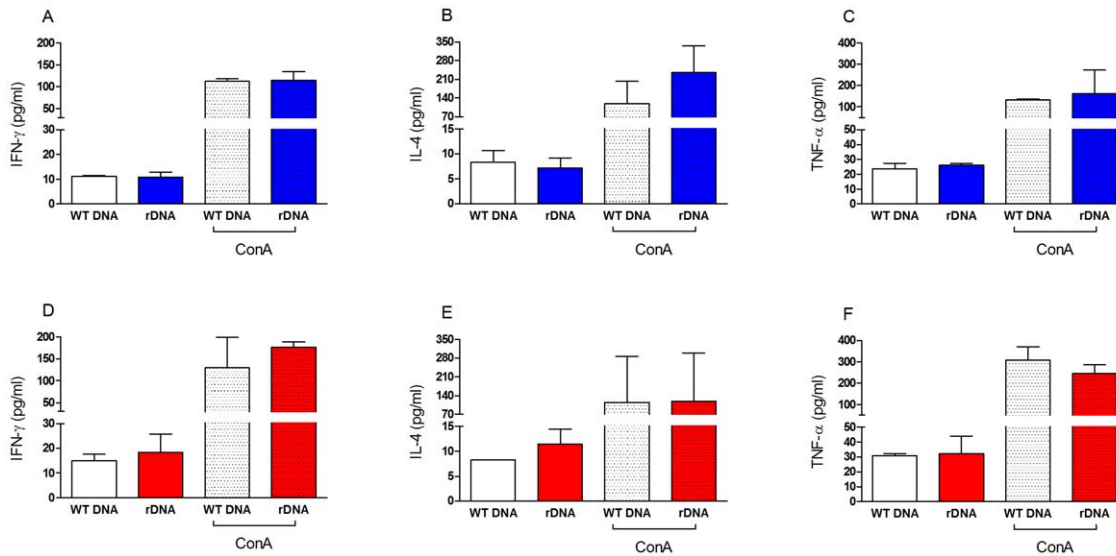 A
IFN-γ (pg/ml)
200
150
100
50
30
20
10
0
WT DNA rDNA WT DNA rDNA
ConA
B
IL-4 (pg/ml)
350
280
210
140
70
15
10
5
0
WT DNA rDNA WT DNA rDNA
ConA
C
TNF-α (pg/ml)
400
300
200
100
50
40
30
20
10
0
WT DNA rDNA WT DNA rDNA
ConA
D
IFN-γ (pg/ml)
200
150
100
50
30
20
10
0
WT DNA rDNA WT DNA rDNA
ConA
E
IL-4 (pg/ml)
350
280
210
140
70
15
10
5
0
WT DNA rDNA WT DNA rDNA
ConA
F
TNF-α (pg/ml)
400
300
200
100
50
40
30
20
10
0
WT DNA rDNA WT DNA rDNA
ConA